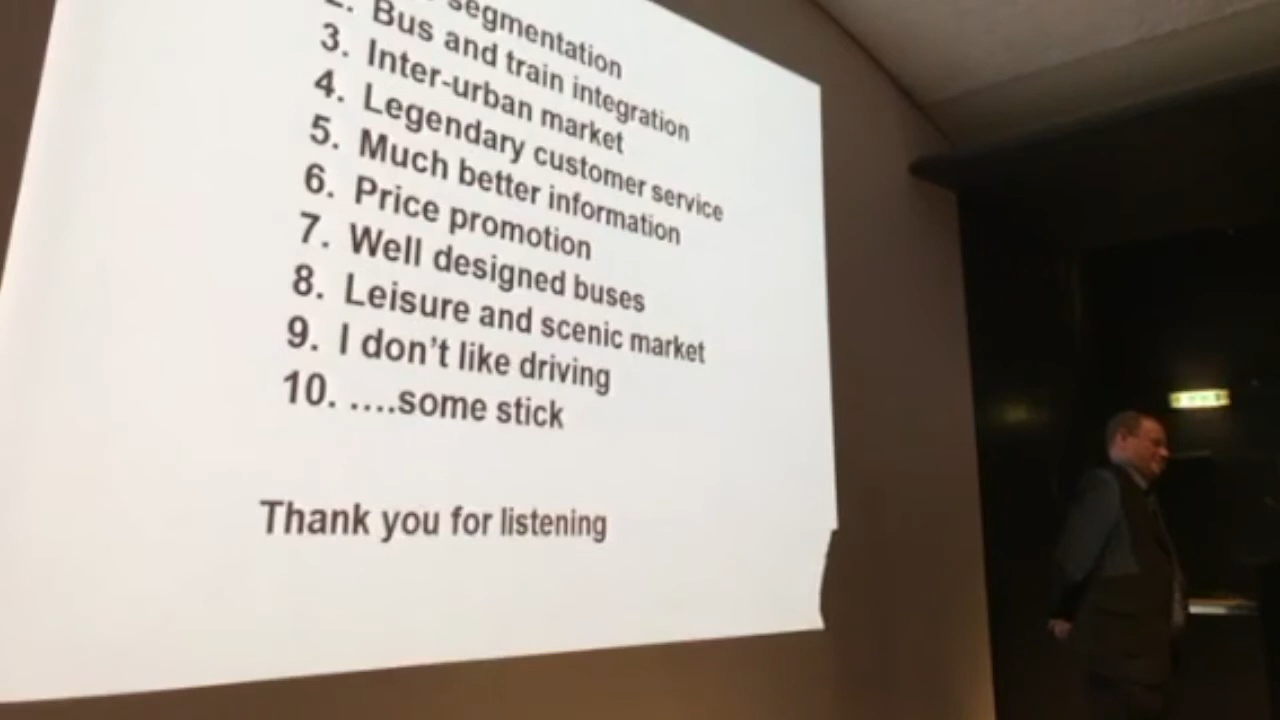 segmentation
2. Bus and train integration
3. Inter-urban market
4. Legendary customer service
5. Much better information
6. Price promotion
7. Well designed buses
8. Leisure and scenic market
9. I don't like driving
10. ....some stick
Thank you for listening